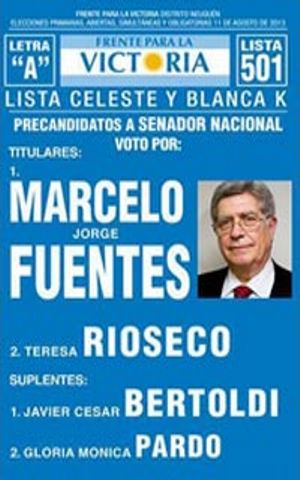 FRENTE PARA LA VICTORIA DISTRITO NEUQUÉN
ELECCIONES PRIMARIAS, ABIERTAS, SIMULTÁNEAS Y OBLIGATORIAS 11 DE AGOSTO DE 2013
LETRA
"A"
FRENTE PARA LA
VICTORIA
LISTA
501
LISTA CELESTE Y BLANCA K
PRECANDIDATOS A SENADOR NACIONAL
VOTO POR:
TITULARES:
1.
MARCELO
JORGE
FUENTES
2. TERESA RIOSECO
SUPLENTES:
1. JAVIER CESAR BERTOLDI
2. GLORIA MONICA PARDO